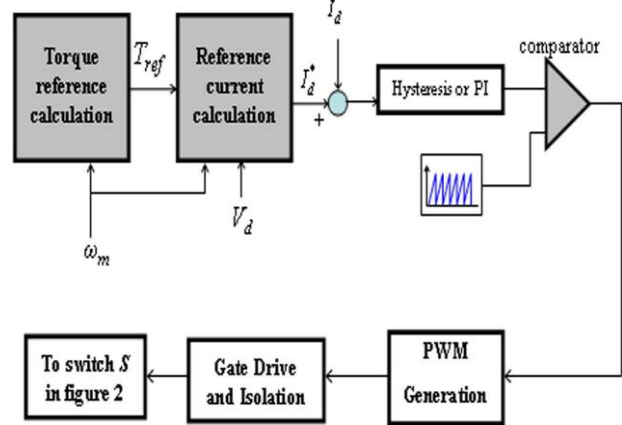 I_d
comparator
Torque
reference
calculation
T_ref
Reference
current
calculation
I_d^*
+
Hysteresis or PI
V_d
ω_m
To switch S
in figure 2
Gate Drive
and Isolation
PWM
Generation